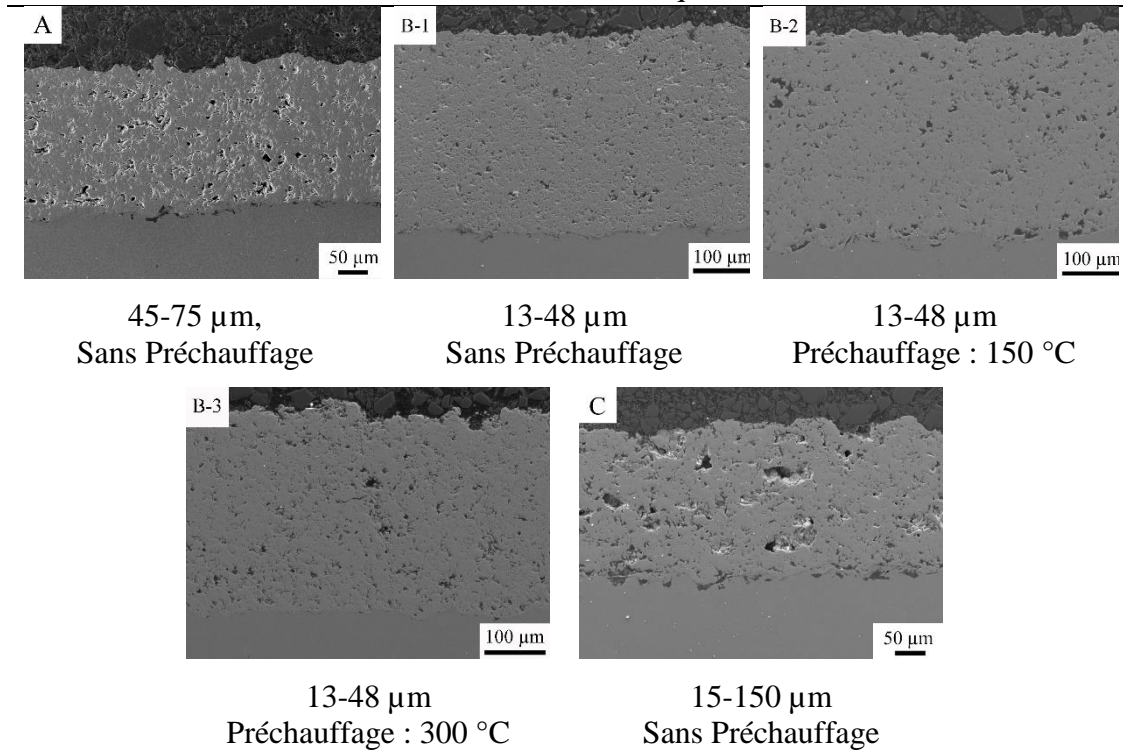 A
B-1
B-2
50 µm
100 µm
100 µm
45-75 µm,
Sans Préchauffage
13-48 µm
Sans Préchauffage
13-48 µm
Préchauffage : 150 °C
B-3
C
100 µm
50 µm
13-48 µm
Préchauffage : 300 °C
15-150 µm
Sans Préchauffage